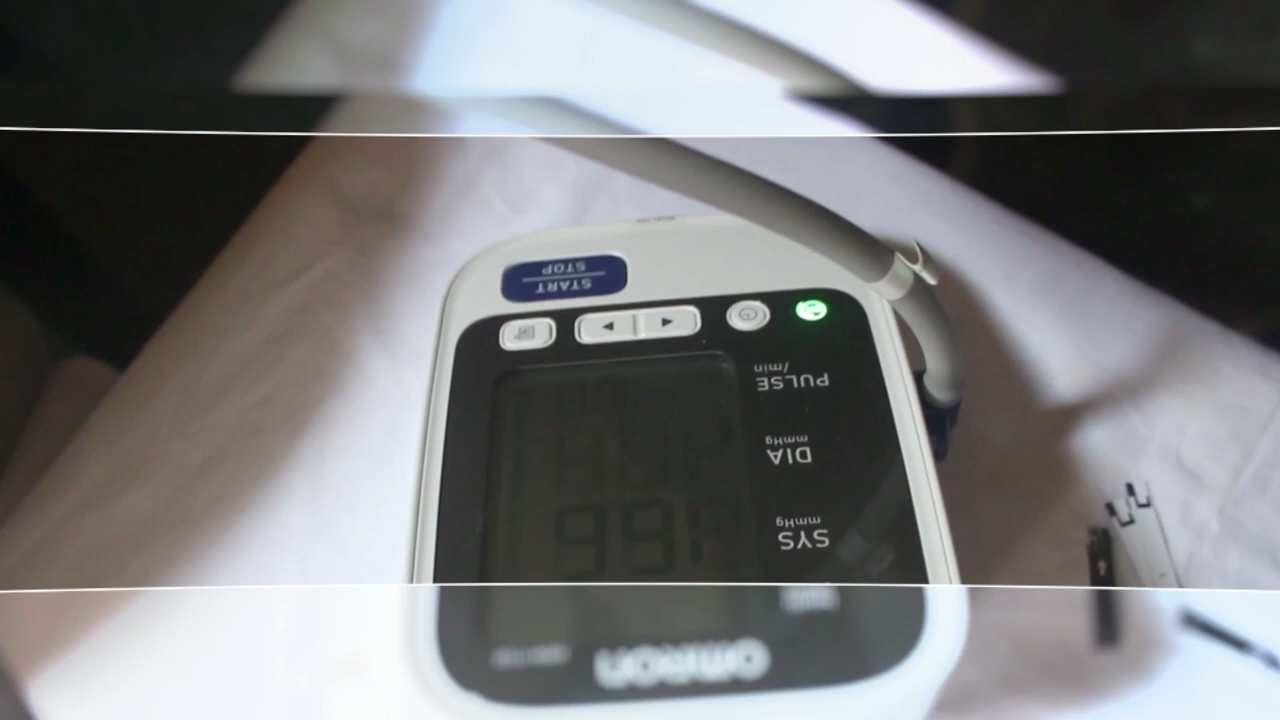 OMRON
SYS
mmHg
DIA
mmHg
PULSE
/min
START
STOP